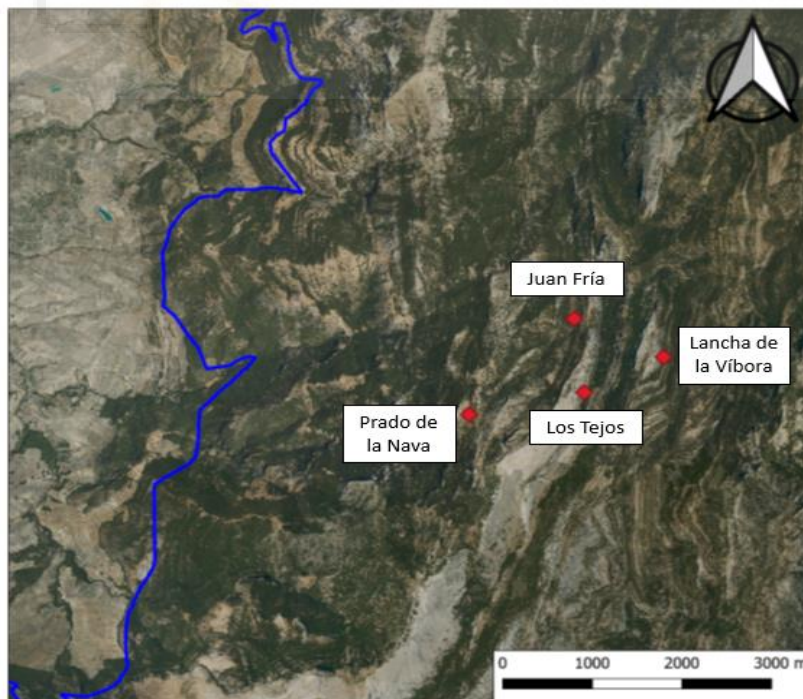 Juan Fría
Lancha de
la Víbora
Prado de
la Nava
Los Tejos
0 1000 2000 3000 m